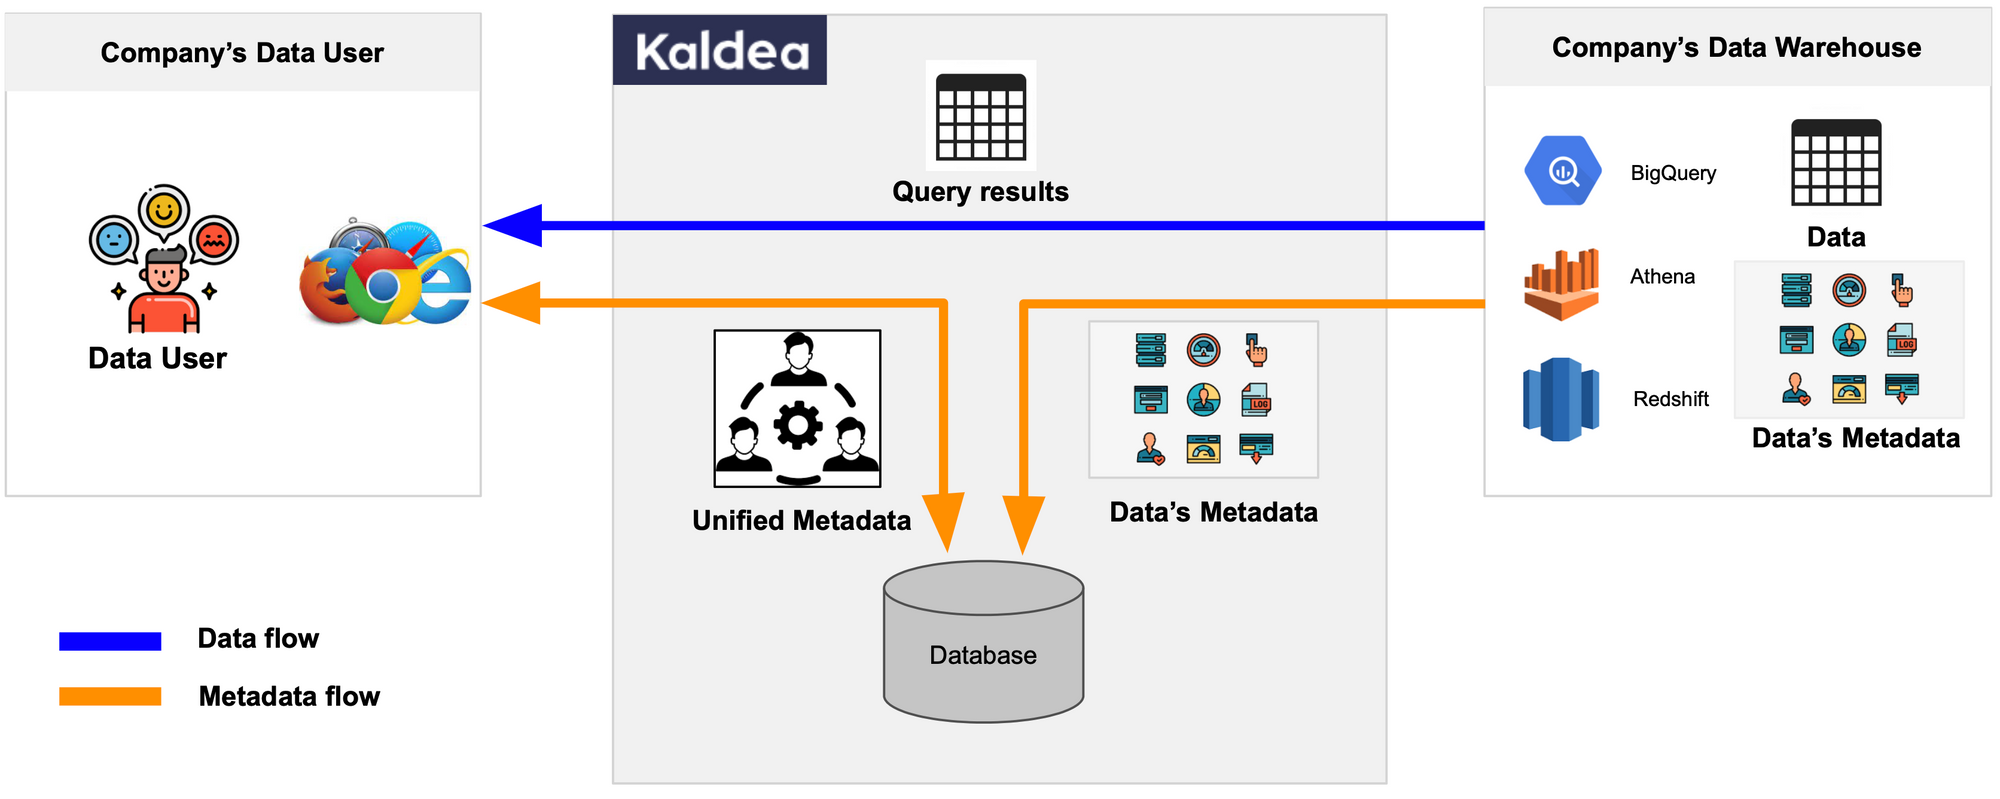 Company’s Data User
Data User
Kaldea
Query results
Unified Metadata
LOG
Data’s Metadata
Database
Company’s Data Warehouse
BigQuery
Athena
Redshift
Data
LOG
Data’s Metadata
Data flow
Metadata flow